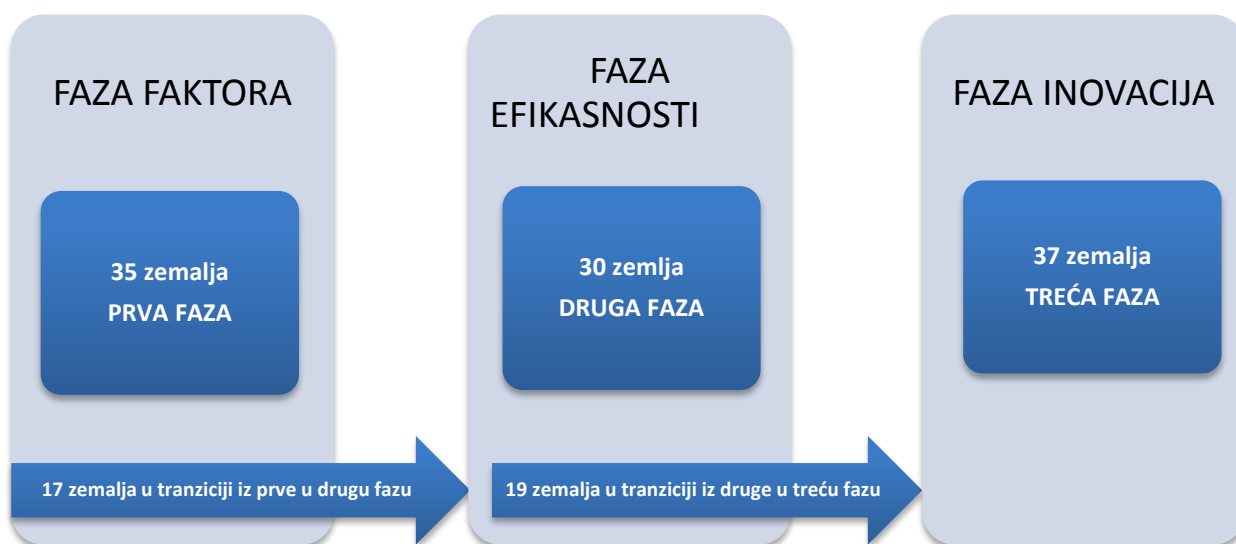 FAZA FAKTORA
35 zemalja
PRVA FAZA
17 zemalja u tranziciji iz prve u drugu fazu
FAZA
EFIKASNOSTI
30 zemlja
DRUGA FAZA
19 zemalja u tranziciji iz druge u treću fazu
FAZA INOVACIJA
37 zemalja
TREĆA FAZA